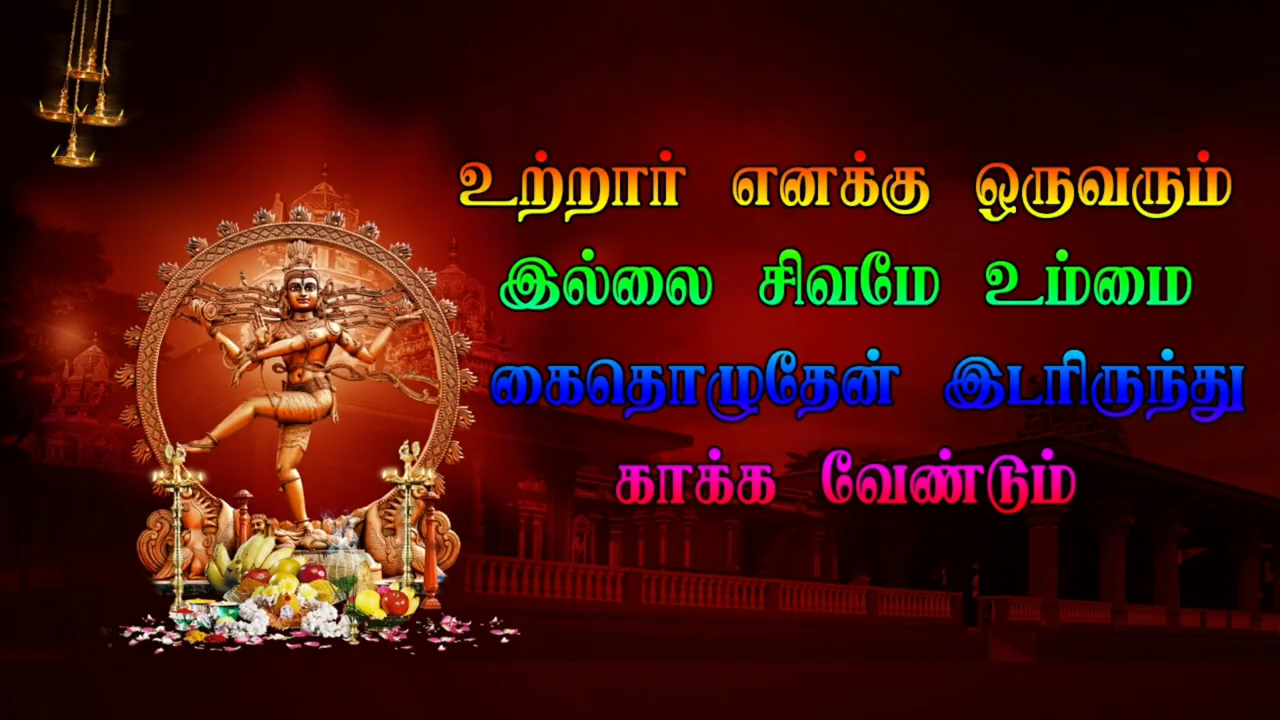 உற்றார் எனக்கு ஒருவரும்
இல்லை சிவமே உம்மை
கைதொழுதேன் இடரிருந்து
காக்க வேண்டும்